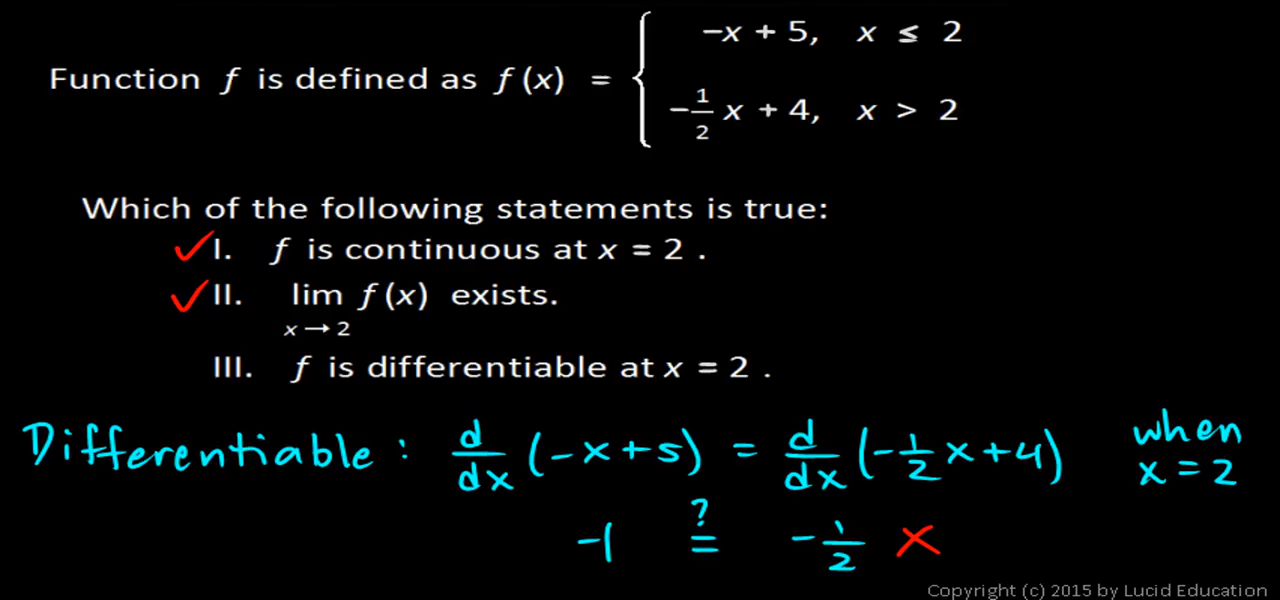 Function f is defined as f (x) = { −x + 5, x ≤ 2
−1/2 x + 4, x > 2
Which of the following statements is true:
✓I. f is continuous at x = 2 .
✓II. lim f (x) exists.
x → 2
III. f is differentiable at x = 2 .
Differentiable : d/dx (−x+5) = d/dx (−1/2 x+4) when x = 2
−1 ?= −1/2 ✗
Copyright (c) 2015 by Lucid Education